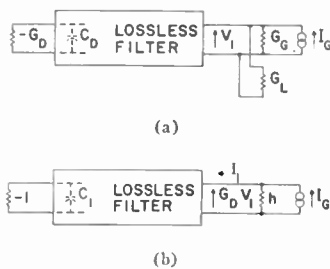 -G_D C_D LOSSLESS FILTER V_1 G_G I_G
G_L
(a)
I_1
-1 C_1 LOSSLESS FILTER G_D V_1 h I_G
(b)